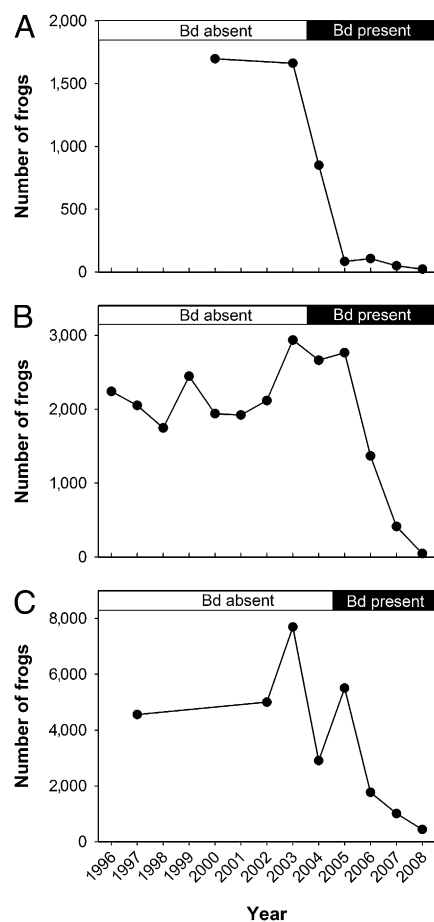 A
Bd absent Bd present
2,000
1,500
1,000
500
0
Number of frogs
B
Bd absent Bd present
3,000
2,000
1,000
0
Number of frogs
C
Bd absent Bd present
8,000
6,000
4,000
2,000
0
Number of frogs
1996 1997 1998 1999 2000 2001 2002 2003 2004 2005 2006 2007 2008
Year